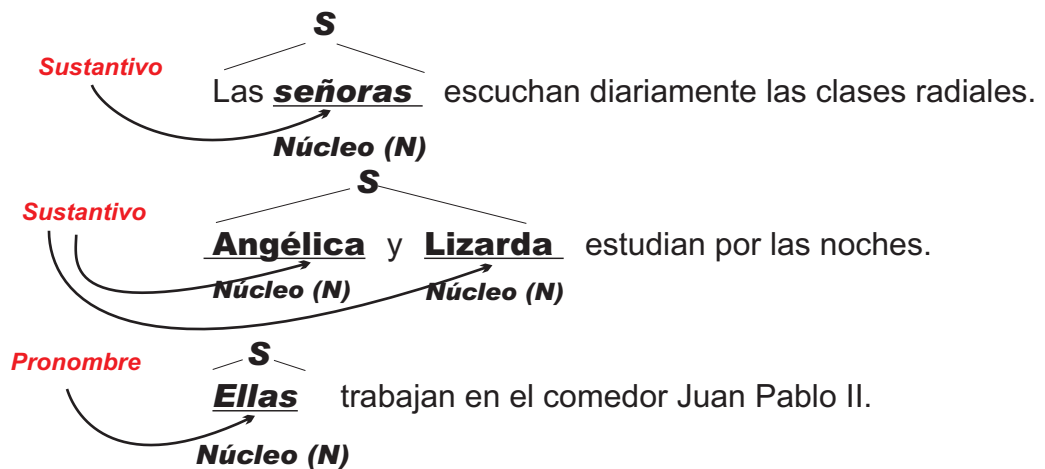 S
Sustantivo
Las señoras escuchan diariamente las clases radiales.
Núcleo (N)
S
Sustantivo
Angélica y Lizarda estudian por las noches.
Núcleo (N) Núcleo (N)
Pronombre
S
Ellas trabajan en el comedor Juan Pablo II.
Núcleo (N)